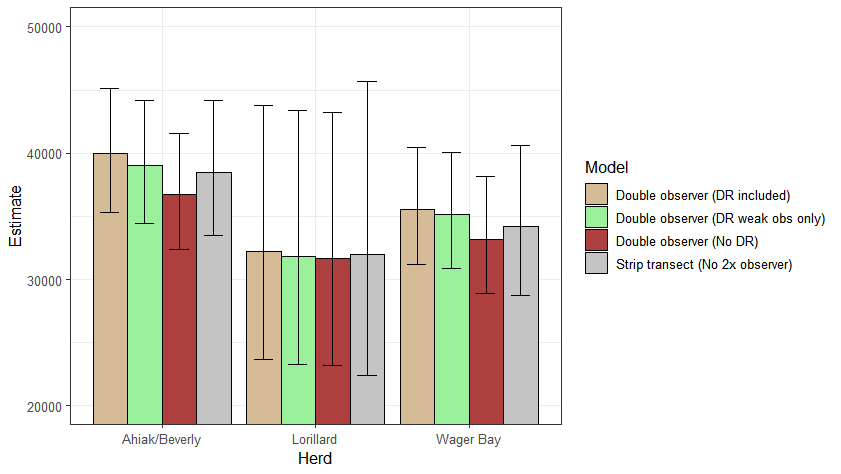 50000
40000
30000
20000
Estimate
Ahiak/Beverly
Lorillard
Wager Bay
Herd
Model
Double observer (DR included)
Double observer (DR weak obs only)
Double observer (No DR)
Strip transect (No 2x observer)